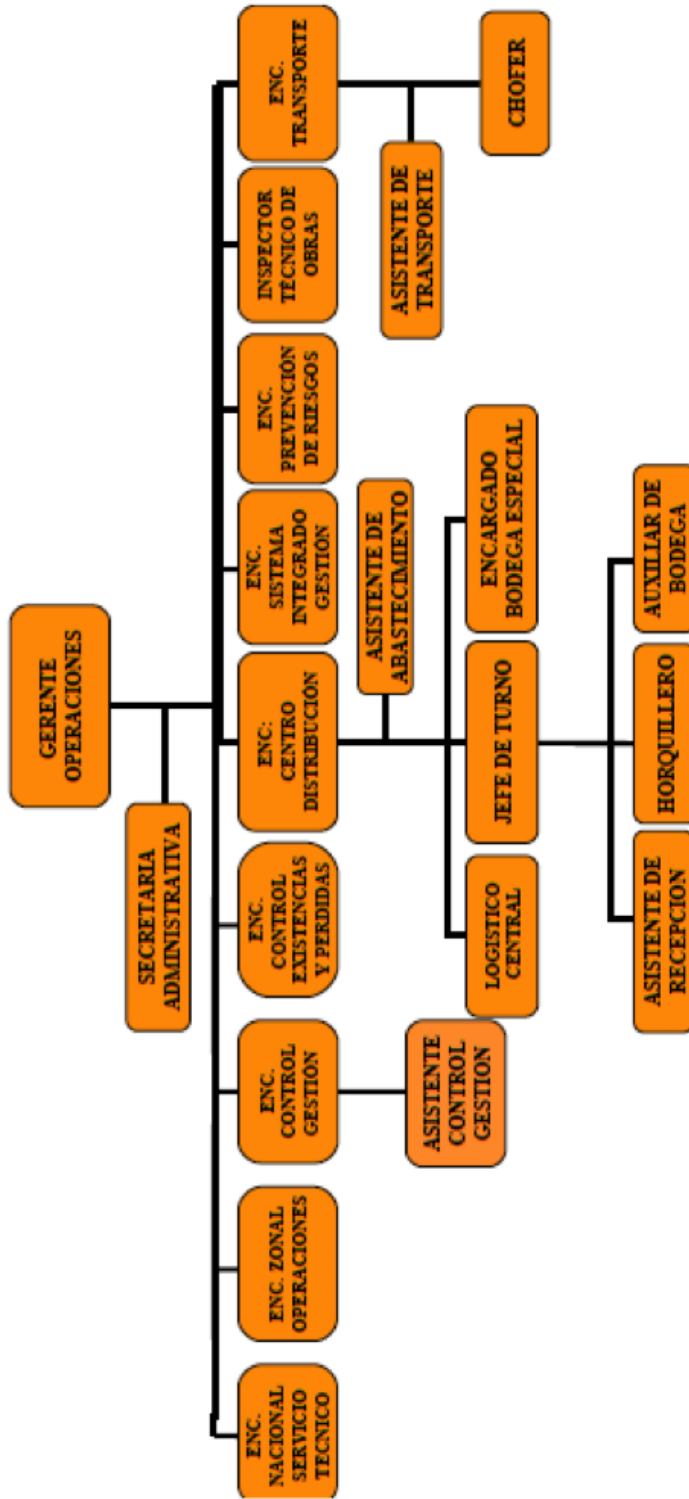 GERENTE
OPERACIONES
SECRETARIA
ADMINISTRATIVA
ENC.
NACIONAL
SERVICIO
TECNICO
ENC. ZONAL
OPERACIONES
ENC.
CONTROL
GESTIÓN
ENC.
CONTROL
EXISTENCIAS
Y PERDIDAS
ENC:
CENTRO
DISTRIBUCIÓN
ENC.
SISTEMA
INTEGRADO
GESTIÓN
ENC.
PREVENCIÓN
DE RIESGOS
INSPECTOR
TÉCNICO DE
OBRAS
ENC.
TRANSPORTE
ASISTENTE
CONTROL
GESTION
ASISTENTE DE
ABASTECIMIENTO
ASISTENTE DE
TRANSPORTE
LOGISTICO
CENTRAL
JEFE DE TURNO
ENCARGADO
BODEGA ESPECIAL
CHOFER
ASISTENTE DE
RECEPCION
HORQUILLERO
AUXILIAR DE
BODEGA